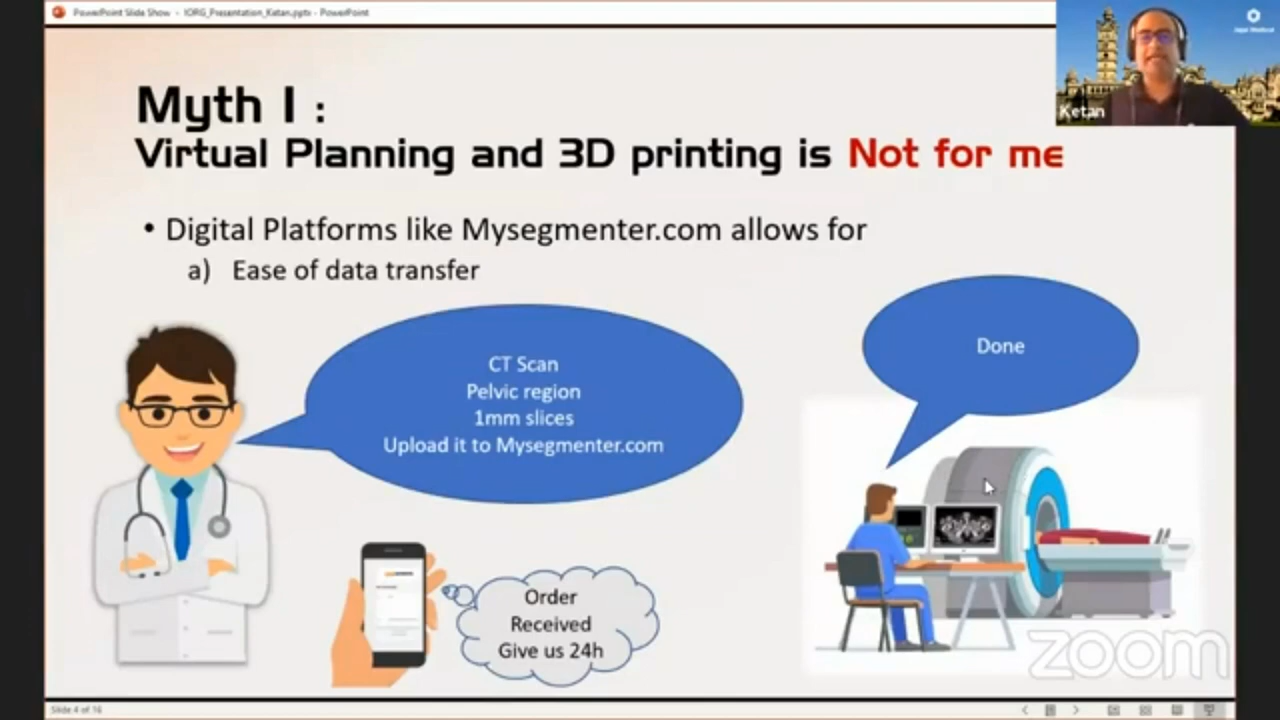 PowerPoint Slide Show - IORG_Presentation_Ketan.pptx - PowerPoint
Myth 1 :
Virtual Planning and 3D printing is Not for me
• Digital Platforms like Mysegmenter.com allows for
a) Ease of data transfer
CT Scan
Pelvic region
1mm slices
Upload it to Mysegmenter.com
Done
Order
Received
Give us 24h
Ketan
zoom
Slide 4 of 16